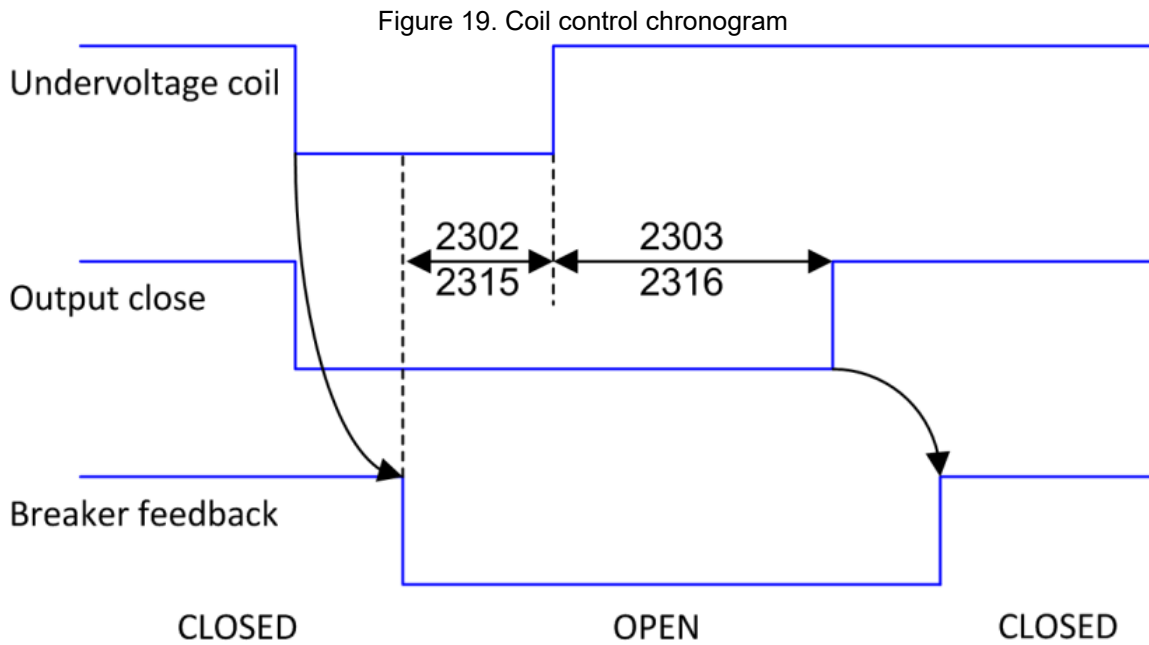 Figure 19. Coil control chronogram
Undervoltage coil
2302 2303
2315 2316
Output close
Breaker feedback
CLOSED OPEN CLOSED